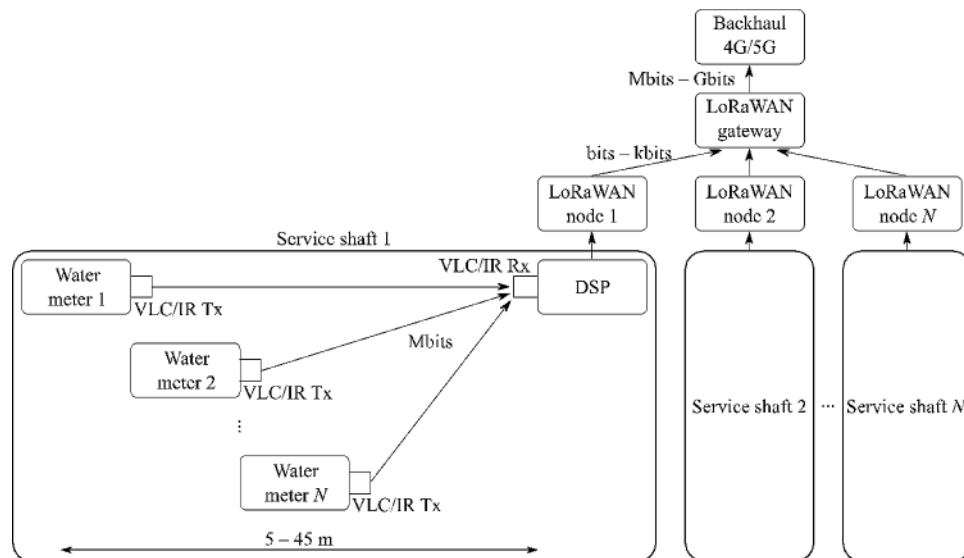 Backhaul
4G/5G
Mbits – Gbits
LoRaWAN
gateway
bits – kbits
LoRaWAN
node 1
LoRaWAN
node 2
LoRaWAN
node N
Service shaft 1
Water
meter 1
VLC/IR Tx
VLC/IR Rx
DSP
Mbits
Water
meter 2
VLC/IR Tx
...
Water
meter N
VLC/IR Tx
5 – 45 m
Service shaft 2
...
Service shaft N